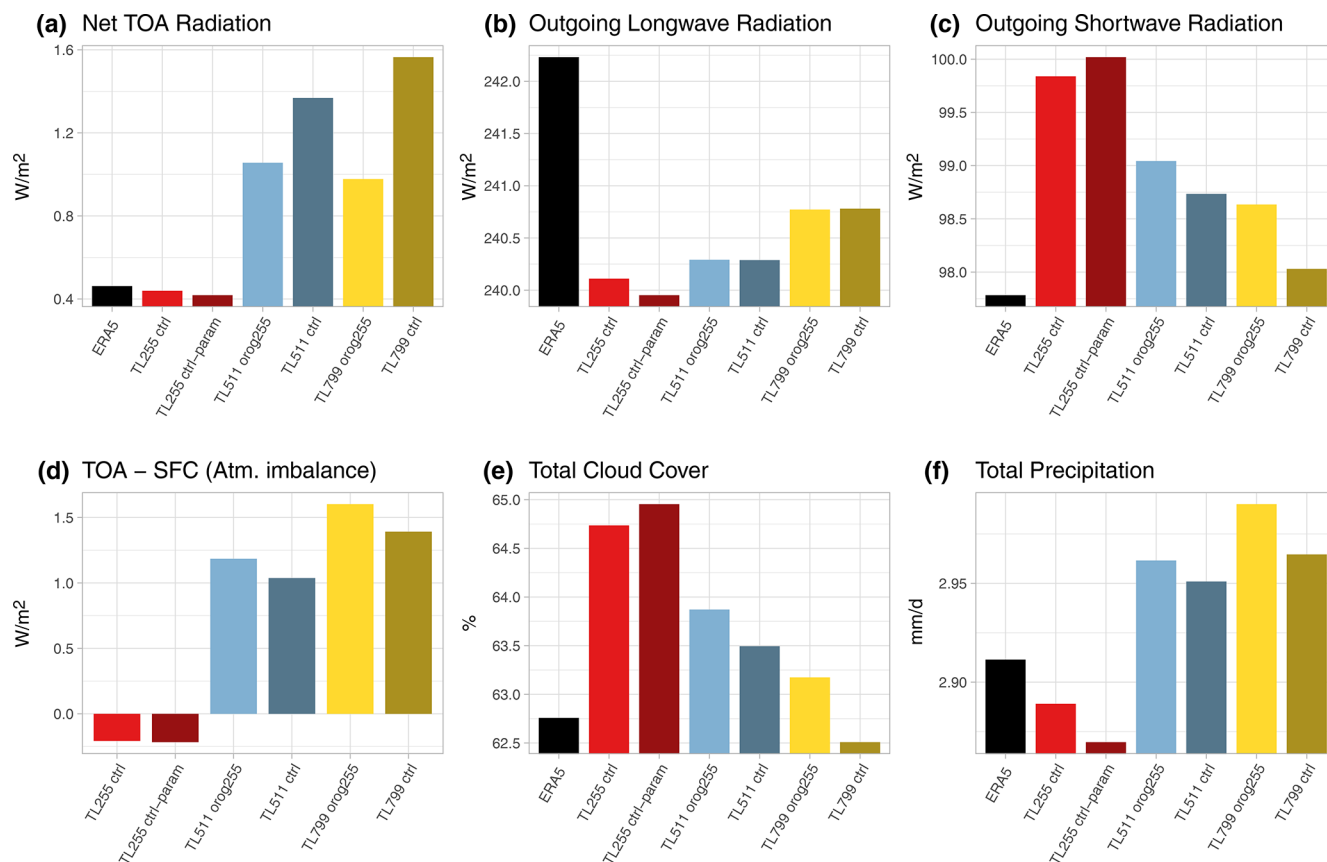 (a) Net TOA Radiation
W/m²
1.6
1.2
0.8
0.4
ERA5
TL255 ctrl
TL255 ctrl−param
TL511 orog255
TL511 ctrl
TL799 orog255
TL799 ctrl
(b) Outgoing Longwave Radiation
W/m²
242.0
241.5
241.0
240.5
240.0
ERA5
TL255 ctrl
TL255 ctrl−param
TL511 orog255
TL511 ctrl
TL799 orog255
TL799 ctrl
(c) Outgoing Shortwave Radiation
W/m²
100.0
99.5
99.0
98.5
98.0
ERA5
TL255 ctrl
TL255 ctrl−param
TL511 orog255
TL511 ctrl
TL799 orog255
TL799 ctrl
(d) TOA − SFC (Atm. imbalance)
W/m²
1.5
1.0
0.5
0.0
TL255 ctrl
TL255 ctrl−param
TL511 orog255
TL511 ctrl
TL799 orog255
TL799 ctrl
(e) Total Cloud Cover
%
65.0
64.5
64.0
63.5
63.0
62.5
ERA5
TL255 ctrl
TL255 ctrl−param
TL511 orog255
TL511 ctrl
TL799 orog255
TL799 ctrl
(f) Total Precipitation
mm/d
2.95
2.90
ERA5
TL255 ctrl
TL255 ctrl−param
TL511 orog255
TL511 ctrl
TL799 orog255
TL799 ctrl